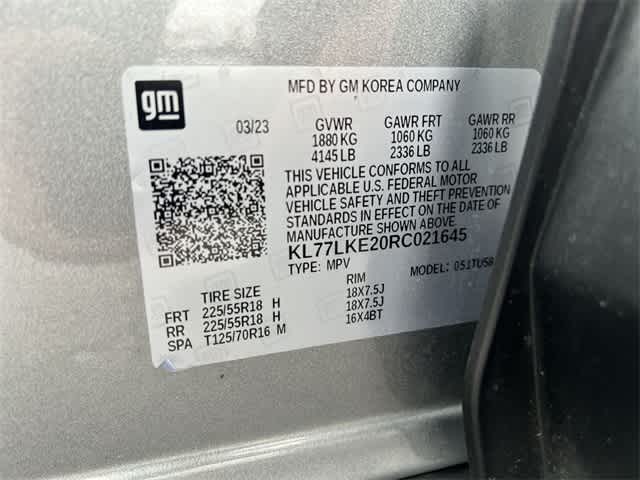 gm
MFD BY GM KOREA COMPANY
03/23 GVWR GAWR FRT GAWR RR
1880 KG 1060 KG 1060 KG
4145 LB 2336 LB 2336 LB
THIS VEHICLE CONFORMS TO ALL
APPLICABLE U.S. FEDERAL MOTOR
VEHICLE SAFETY AND THEFT PREVENTION
STANDARDS IN EFFECT ON THE DATE OF
MANUFACTURE SHOWN ABOVE.
KL77LKE20RC021645
TYPE: MPV MODEL: 051TU58
TIRE SIZE RIM
FRT 225/55R18 H 18X7.5J
RR 225/55R18 H 18X7.5J
SPA T125/70R16 M 16X4BT